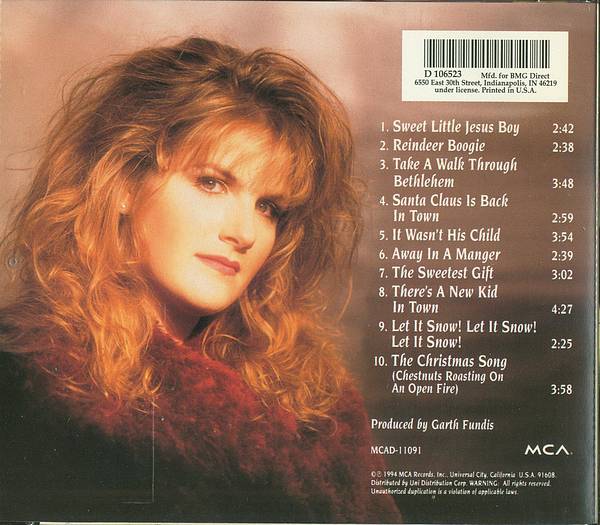 D 106523 Mfd. for BMG Direct
6550 East 30th Street, Indianapolis, IN 46219
under license. Printed in U.S.A.
1. Sweet Little Jesus Boy 2:42
2. Reindeer Boogie 2:38
3. Take A Walk Through
Bethlehem 3:48
4. Santa Claus Is Back
In Town 2:59
5. It Wasn't His Child 3:54
6. Away In A Manger 2:39
7. The Sweetest Gift 3:02
8. There's A New Kid
In Town 4:27
9. Let It Snow! Let It Snow!
Let It Snow! 2:25
10. The Christmas Song
(Chestnuts Roasting On
An Open Fire) 3:58
Produced by Garth Fundis
MCAD-11091 MCA
©℗ 1994 MCA Records, Inc., Universal City, California U.S.A. 91608.
Distributed by Uni Distribution Corp. WARNING: All rights reserved.
Unauthorized duplication is a violation of applicable laws.